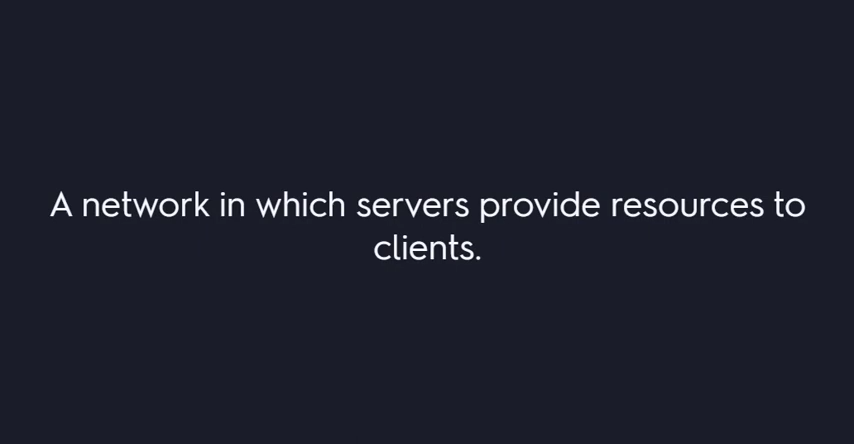 A network in which servers provide resources to
clients.